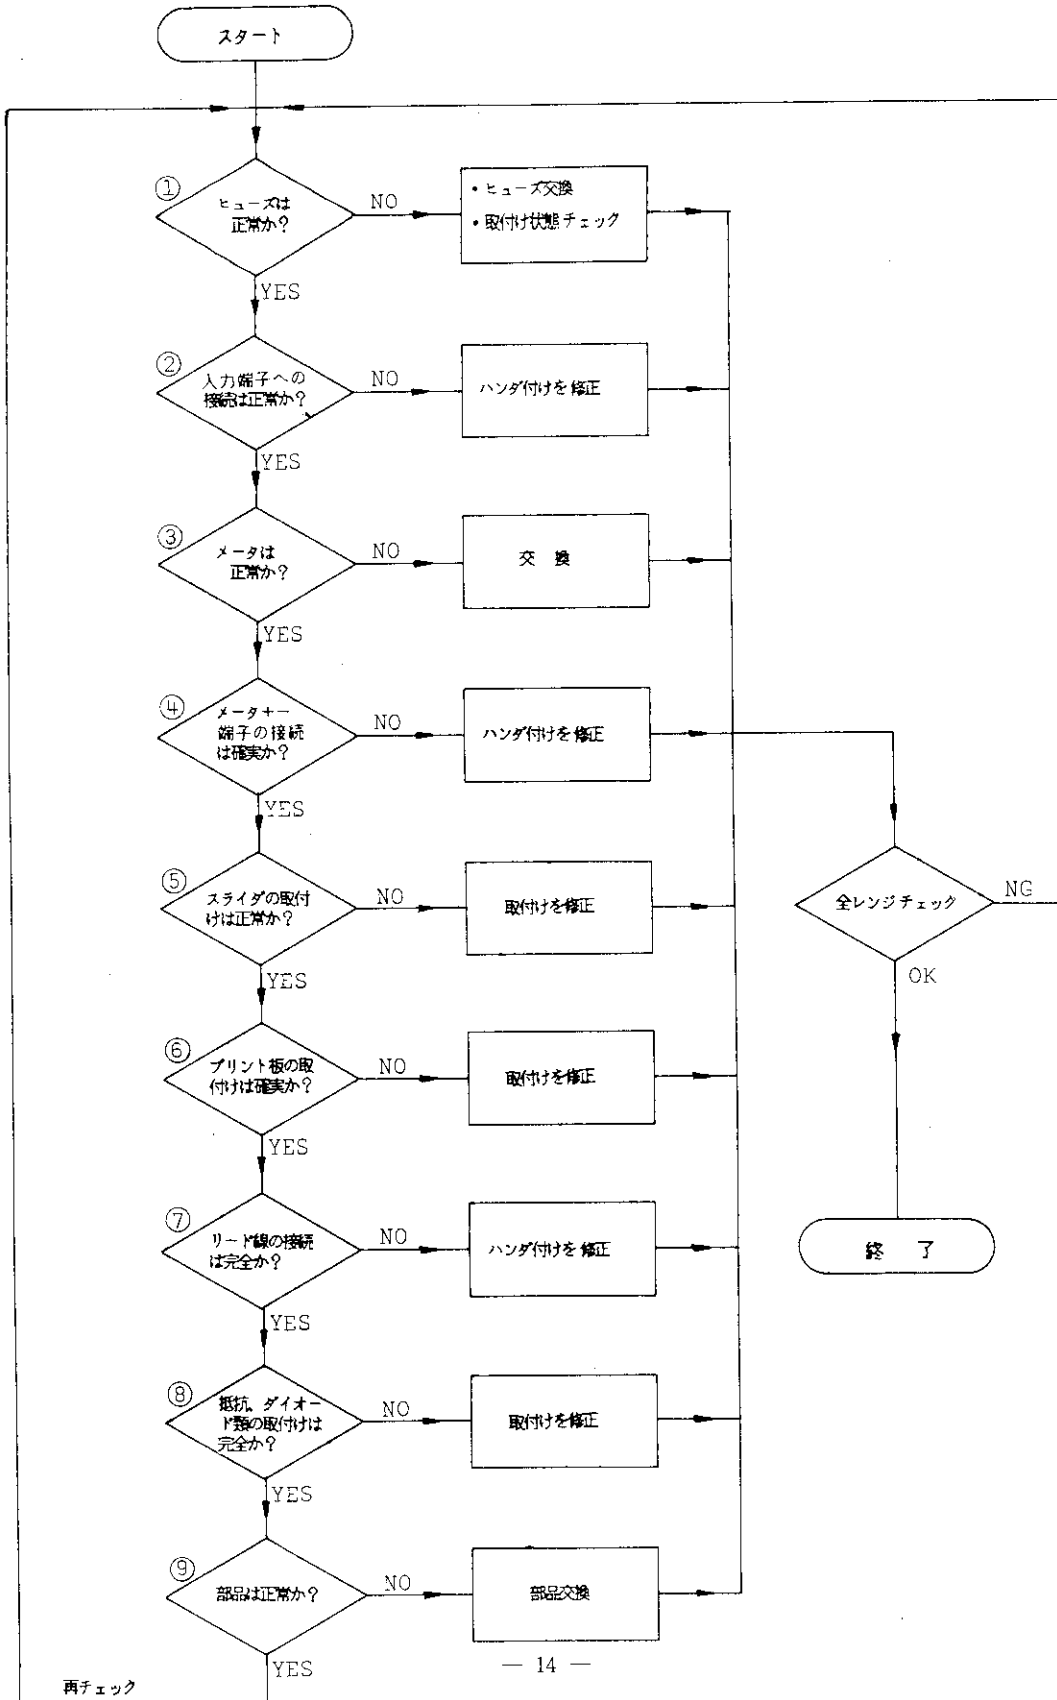 スタート
①
ヒューズは
正常か?
NO
・ヒューズ交換
・取付け状態チェック
YES
②
入力端子への
接続は正常か?
NO
ハンダ付けを修正
YES
③
メータは
正常か?
NO
交 換
YES
④
メータ+−
端子の接続
は確実か?
NO
ハンダ付けを修正
YES
⑤
スライダの取付
けは正常か?
NO
取付けを修正
全レンジチェック
NG
OK
YES
⑥
プリント板の取
付けは確実か?
NO
取付けを修正
YES
⑦
リード線の接続
は完全か?
NO
ハンダ付けを修正
終 了
YES
⑧
抵抗、ダイオー
ド類の取付けは
完全か?
NO
取付けを修正
YES
⑨
部品は正常か?
NO
部品交換
YES
再チェック
— 14 —